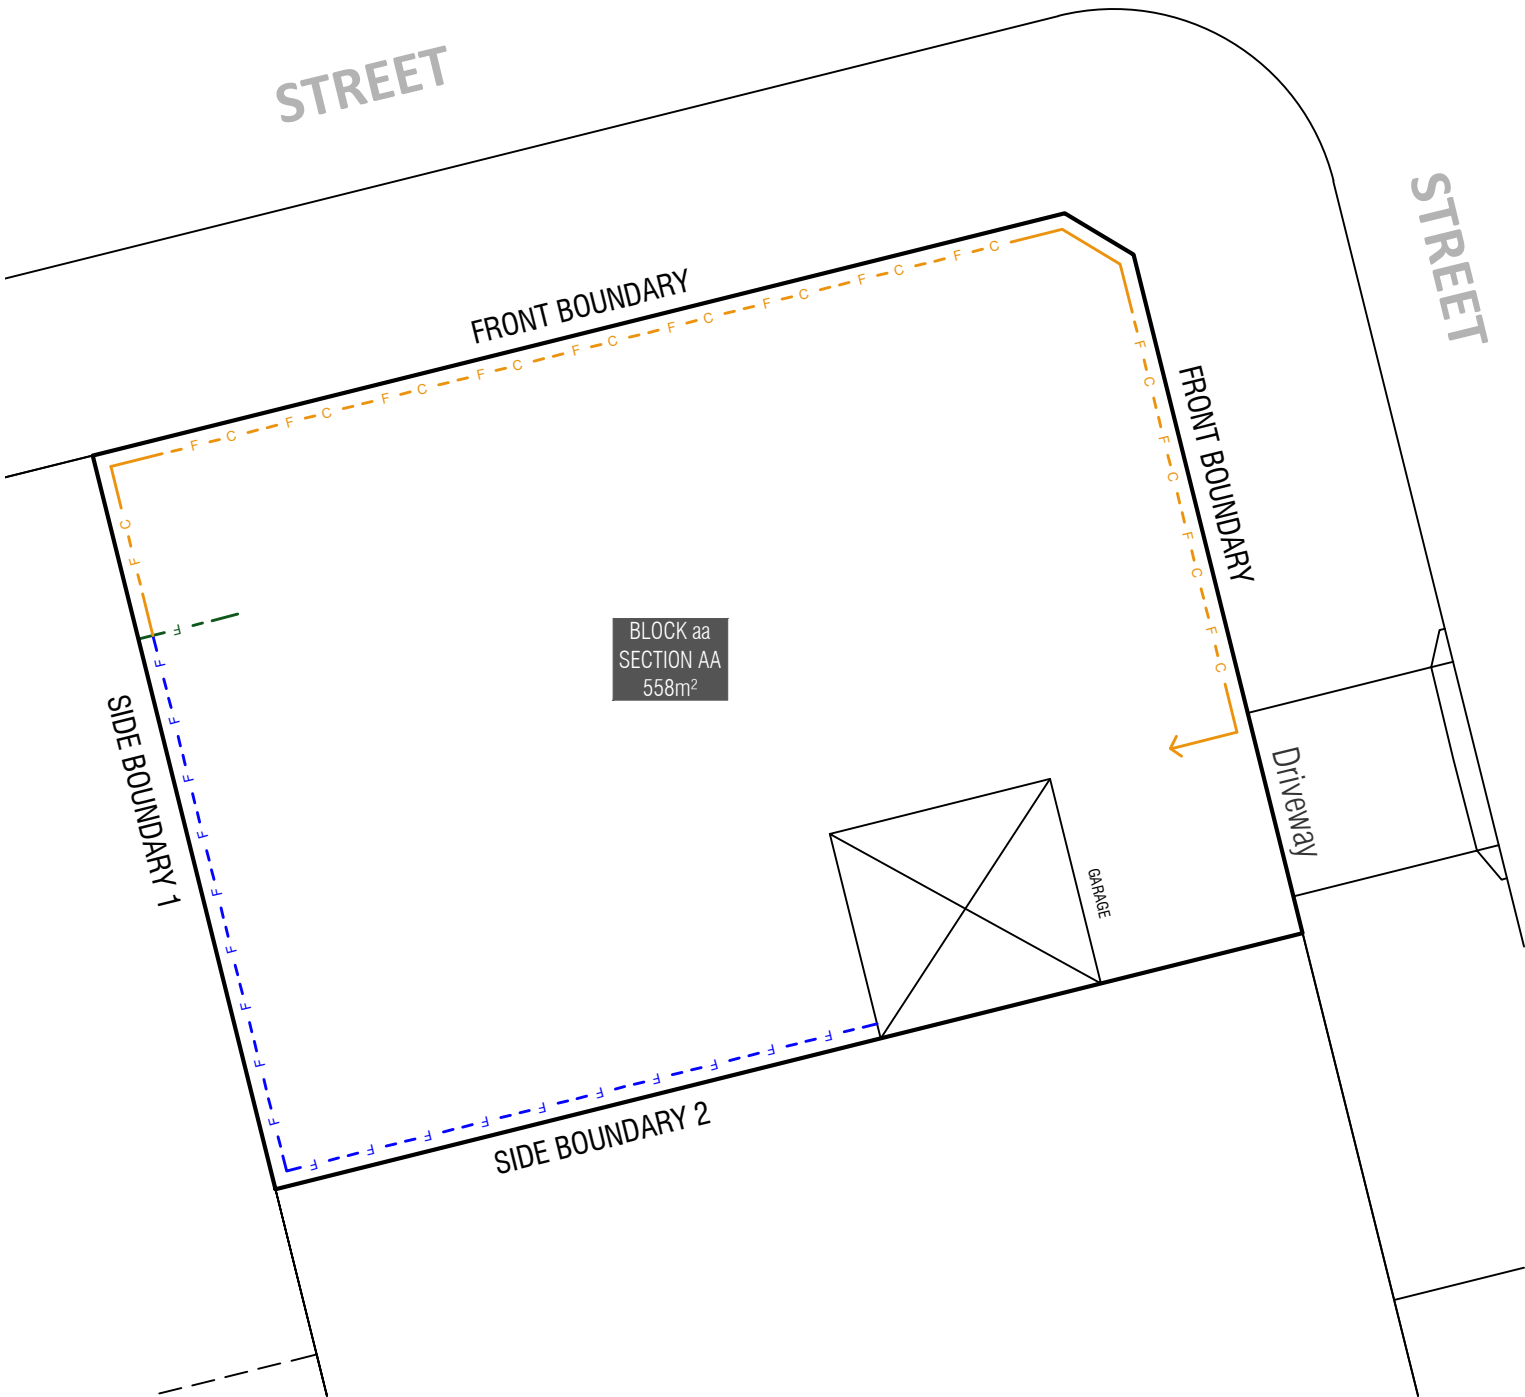 STREET
STREET
FRONT BOUNDARY
F C F C F C F C F C F C F C F C F C
F C F C F C F C
FRONT BOUNDARY
C F
F
BLOCK aa
SECTION AA
558m²
SIDE BOUNDARY 1
F F F F F F F F F
Driveway
GARAGE
F F F F F F F F F F
SIDE BOUNDARY 2